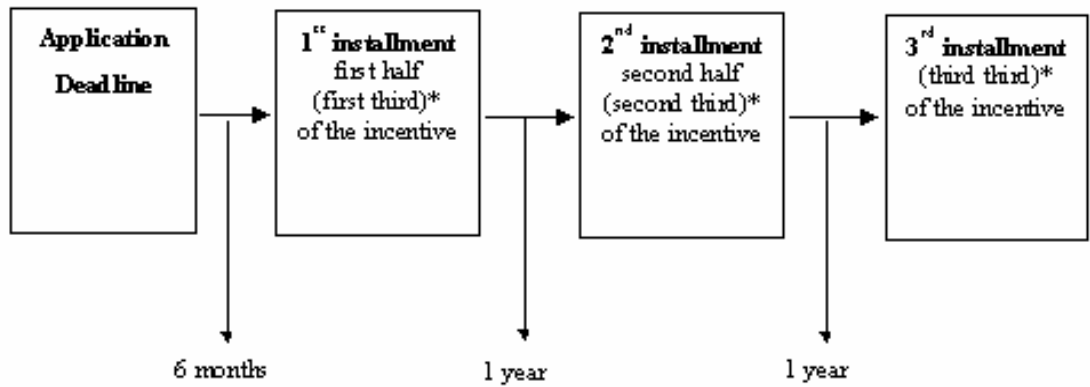 Application
Deadline
1st installment
first half
(first third)*
of the incentive
2nd installment
second half
(second third)*
of the incentive
3rd installment
(third third)*
of the incentive
6 months
1 year
1 year